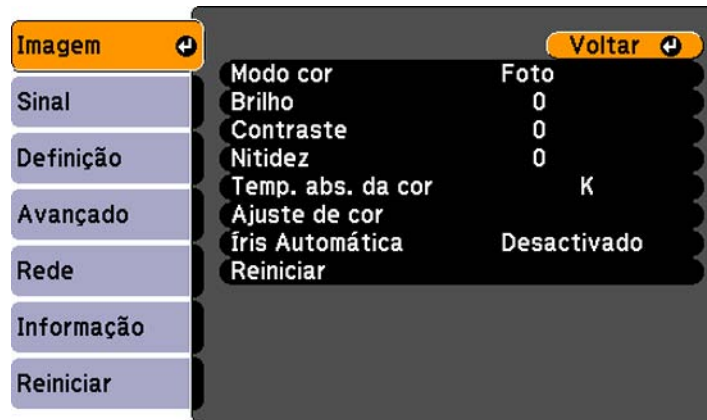 Imagem
Sinal
Definição
Avançado
Rede
Informação
Reiniciar
Voltar
Modo cor Foto
Brilho 0
Contraste 0
Nitidez 0
Temp. abs. da cor K
Ajuste de cor
Íris Automática Desactivado
Reiniciar